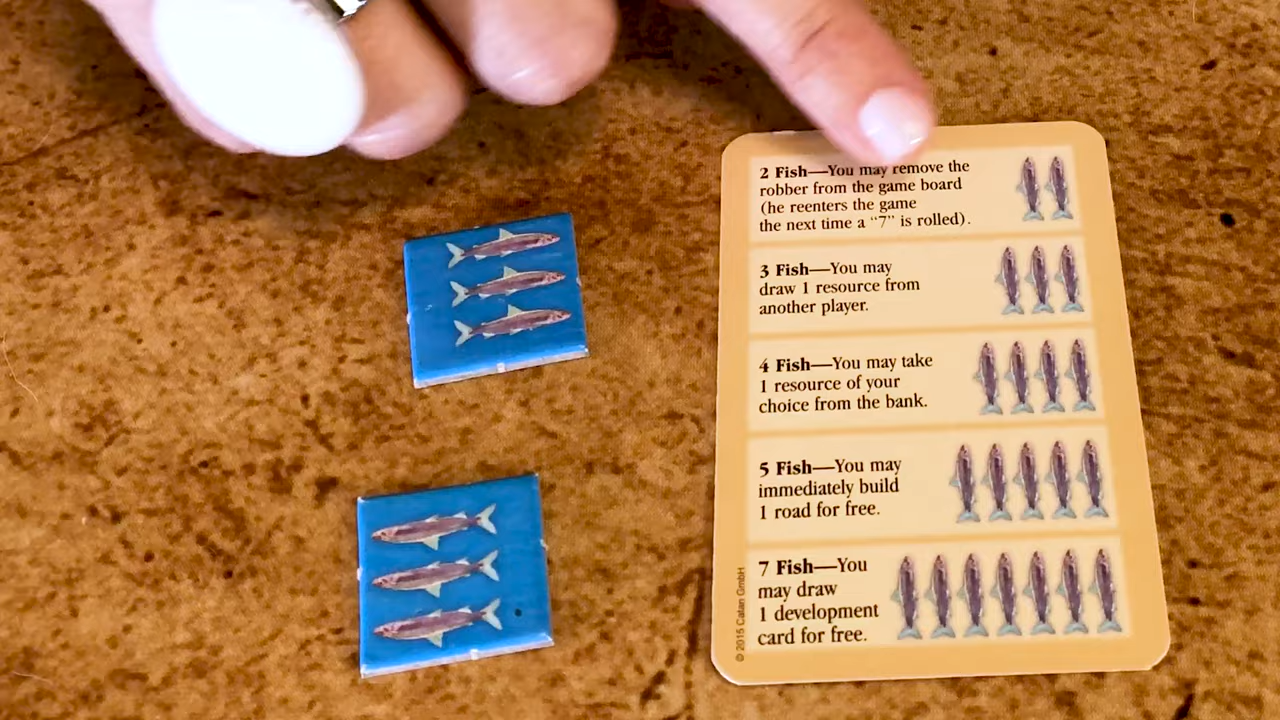 2 Fish—You may remove the
robber from the game board
(he reenters the game
the next time a “7” is rolled).
3 Fish—You may
draw 1 resource from
another player.
4 Fish—You may take
1 resource of your
choice from the bank.
5 Fish—You may
immediately build
1 road for free.
7 Fish—You
may draw
1 development
card for free.
© 2015 Catan GmbH